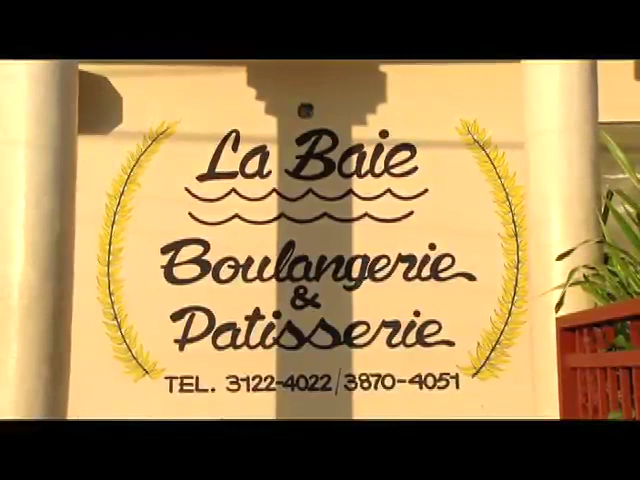 La Baie
Boulangerie
&
Patisserie
TEL. 3122-4022/3870-4051